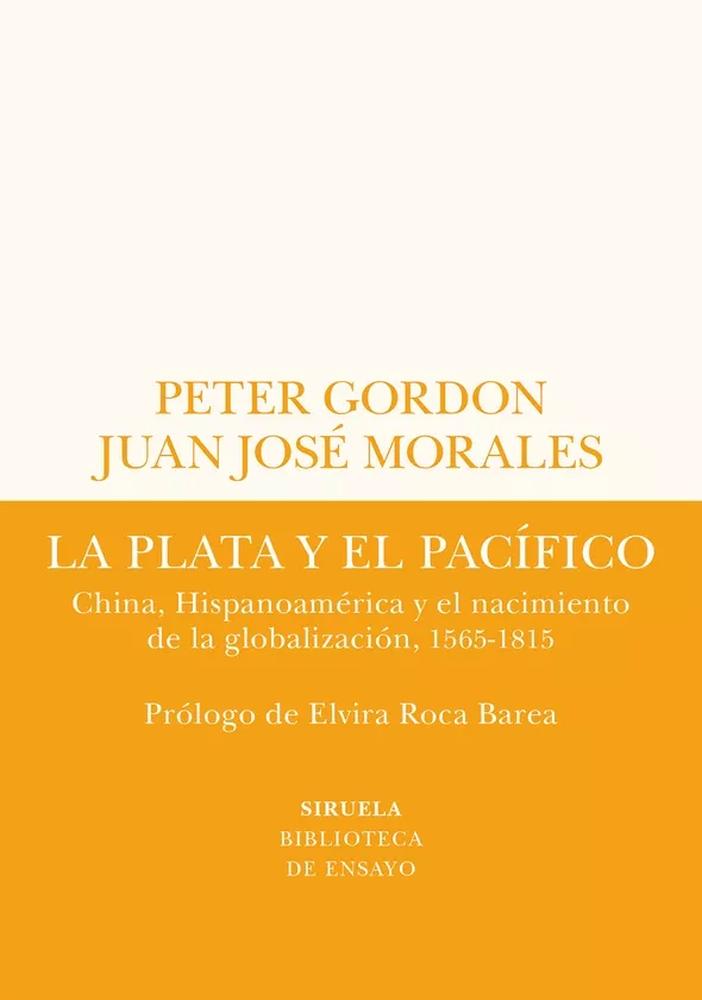 PETER GORDON
JUAN JOSÉ MORALES
LA PLATA Y EL PACÍFICO
China, Hispanoamérica y el nacimiento
de la globalización, 1565-1815
Prólogo de Elvira Roca Barea
SIRUELA
BIBLIOTECA
DE ENSAYO